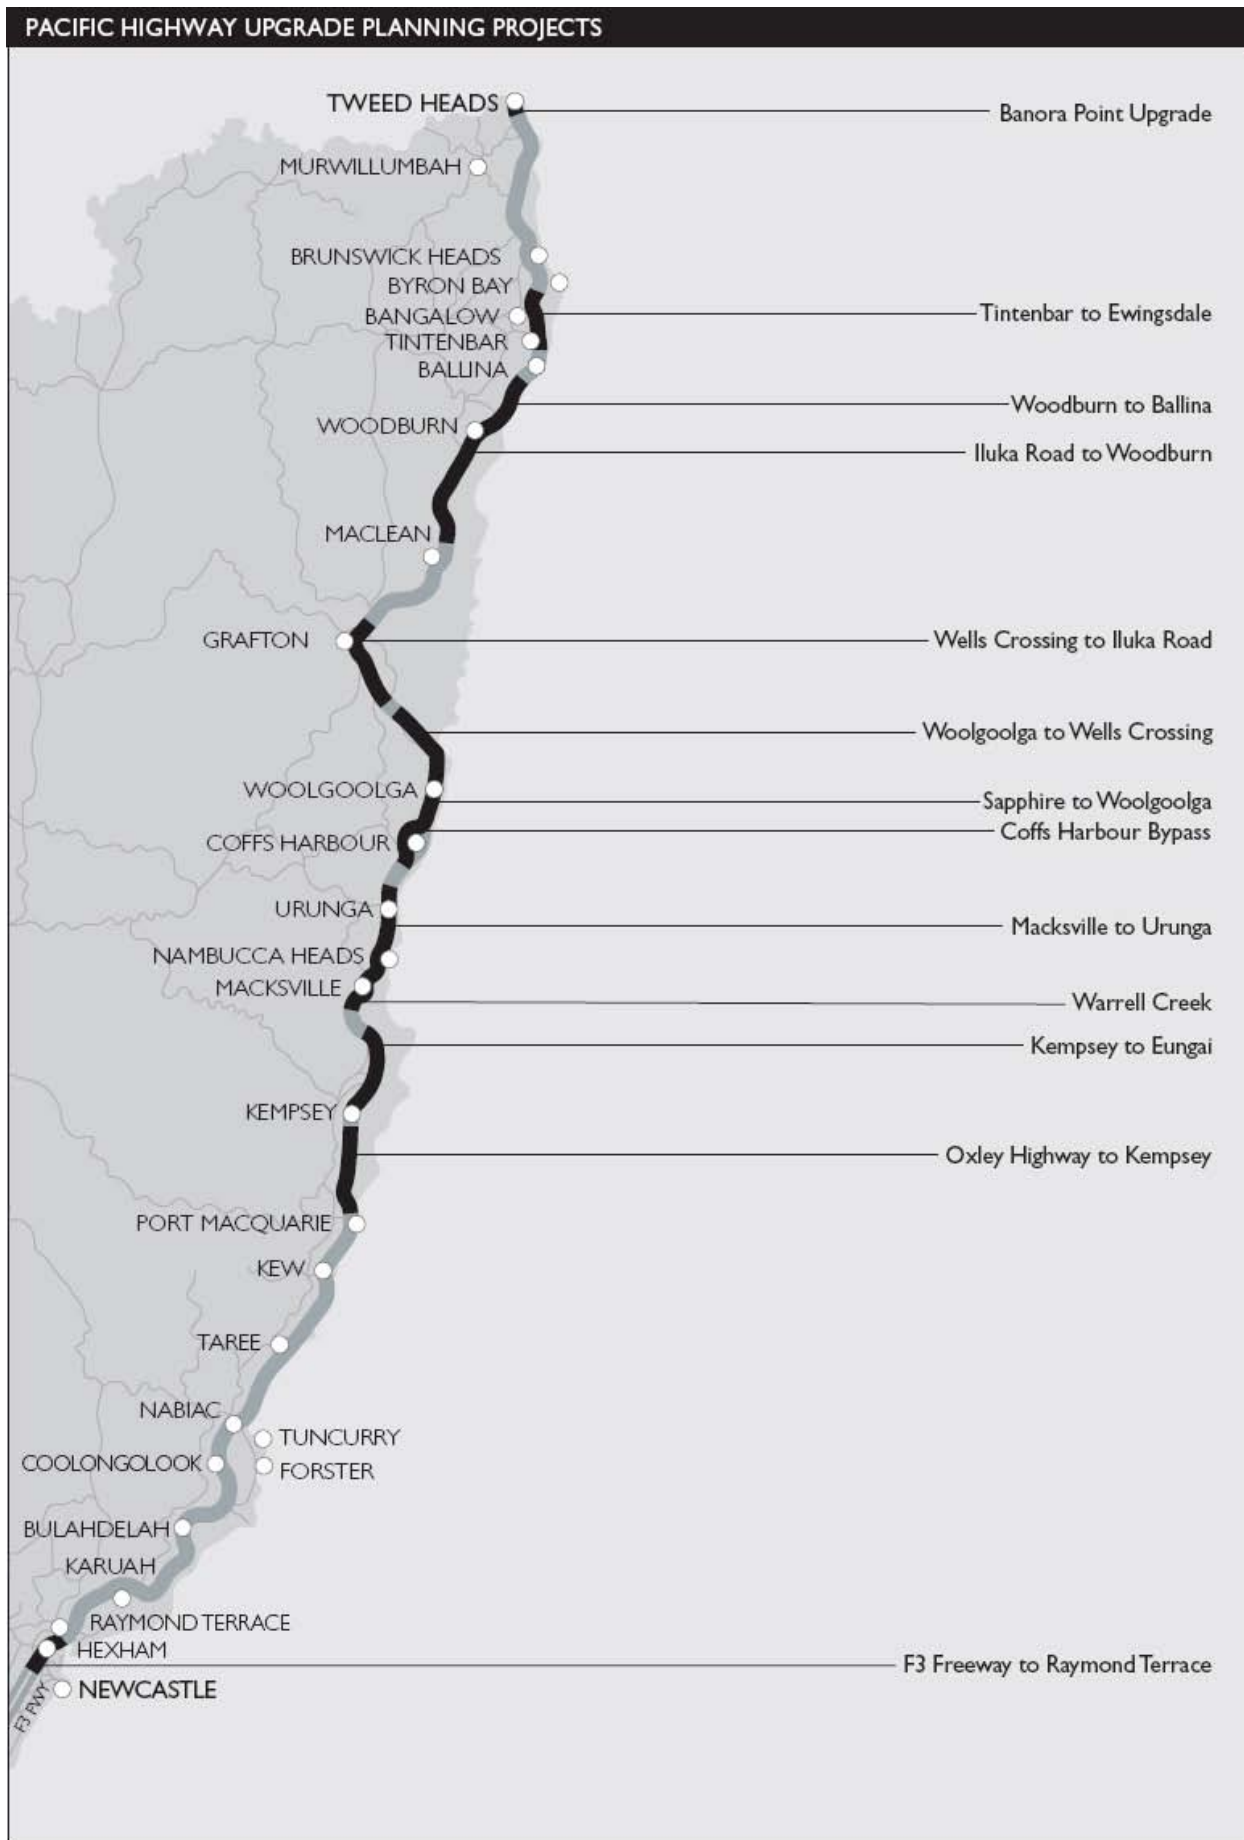 PACIFIC HIGHWAY UPGRADE PLANNING PROJECTS
TWEED HEADS
Banora Point Upgrade
MURWILLUMBAH
BRUNSWICK HEADS
BYRON BAY
BANGALOW
Tintenbar to Ewingsdale
TINTENBAR
BALLINA
Woodburn to Ballina
WOODBURN
Iluka Road to Woodburn
MACLEAN
GRAFTON
Wells Crossing to Iluka Road
Woolgoolga to Wells Crossing
WOOLGOOLGA
Sapphire to Woolgoolga
Coffs Harbour Bypass
COFFS HARBOUR
URUNGA
Macksville to Urunga
NAMBUCCA HEADS
MACKSVILLE
Warrell Creek
Kempsey to Eungai
KEMPSEY
Oxley Highway to Kempsey
PORT MACQUARIE
KEW
TAREE
NABIAC
TUNCURRY
COOLONGOLOOK
FORSTER
BULAHDELAH
KARUAH
RAYMOND TERRACE
HEXHAM
F3 Freeway to Raymond Terrace
NEWCASTLE
F3 FWY